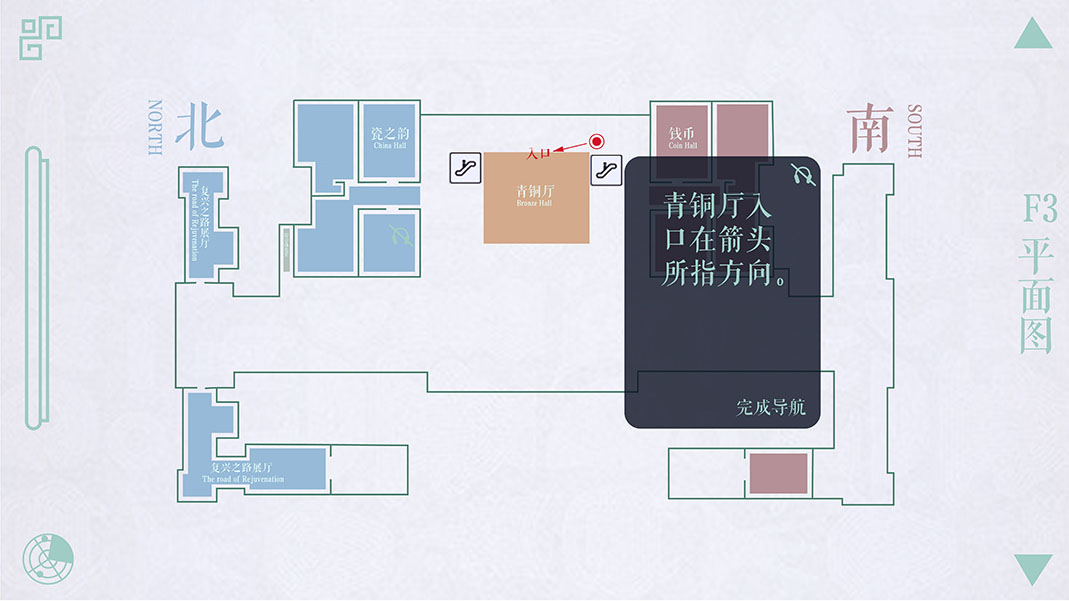 北
NORTH
瓷之韵
China Hall
钱币
Coin Hall
南
SOUTH
入口
青铜厅
Bronze Hall
复兴之路展厅
The road of Rejuvenation
青铜厅入
口在箭头
所指方向。
完成导航
F3平面图
复兴之路展厅
The road of Rejuvenation